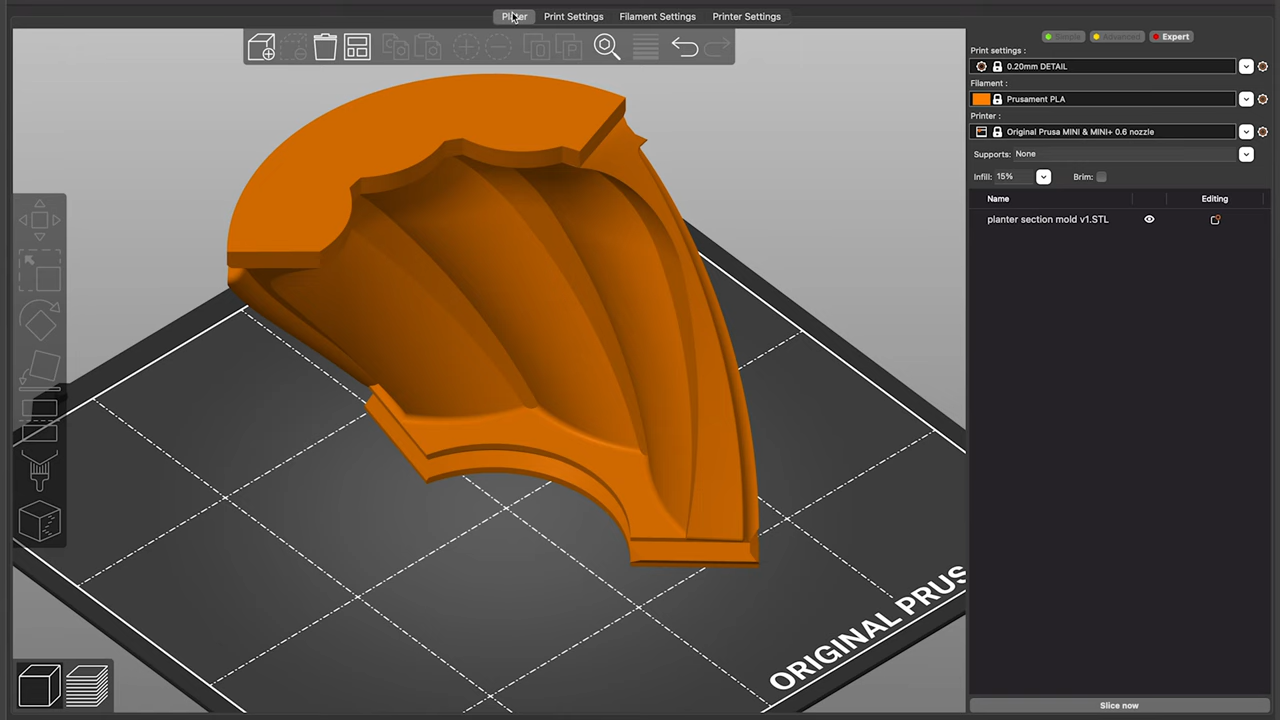 Plater Print Settings Filament Settings Printer Settings
Simple Advanced Expert
Print settings :
0.20mm DETAIL
Filament :
Prusament PLA
Printer :
Original Prusa MINI & MINI+ 0.6 nozzle
Supports: None
Infill: 15% Brim:
Name Editing
planter section mold v1.STL
ORIGINAL PRUS
Slice now